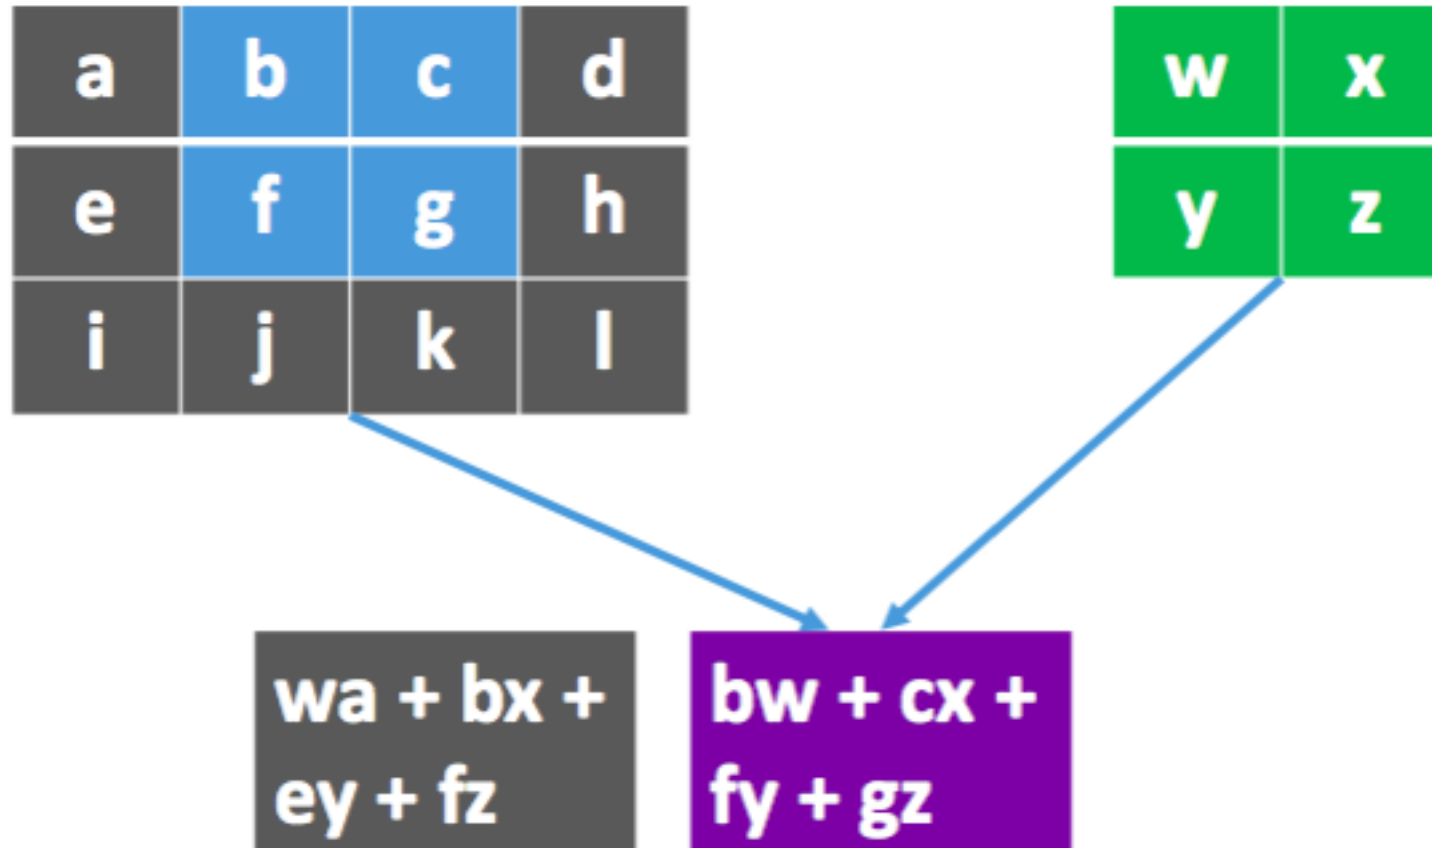 a b c d
w x
e f g h
y z
i j k l
wa + bx +
ey + fz
bw + cx +
fy + gz